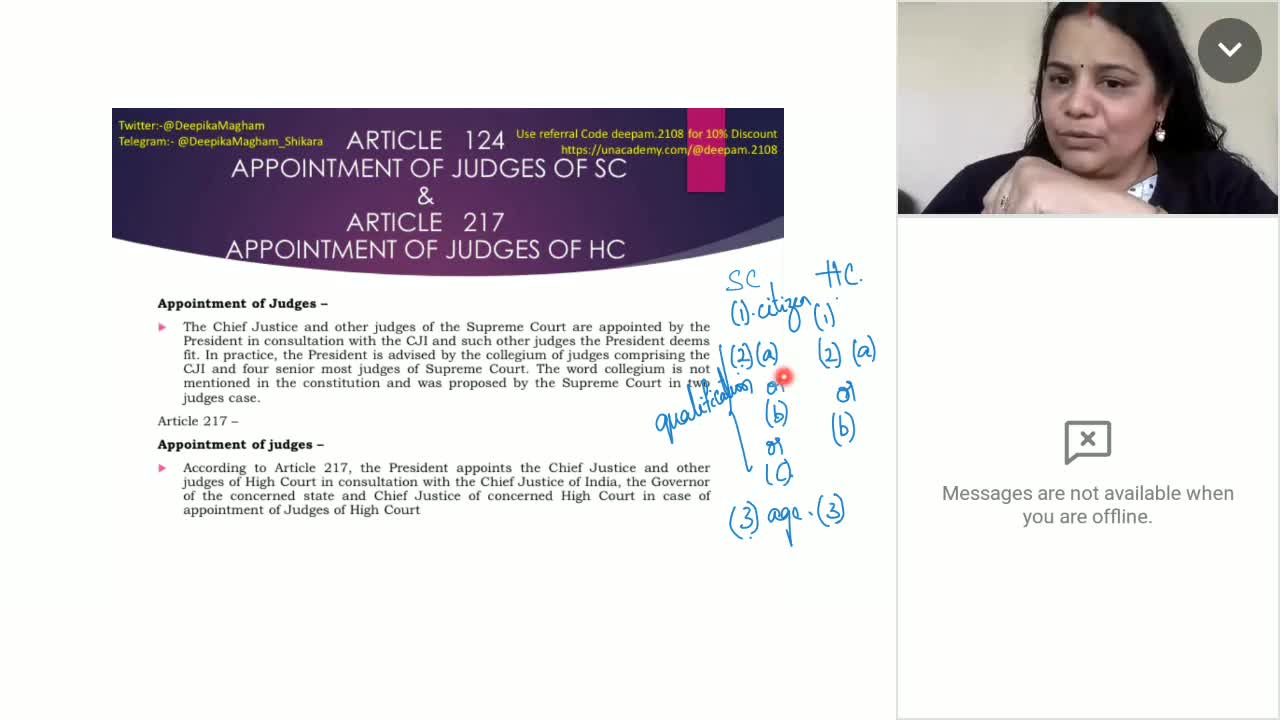 Twitter:-@DeepikaMagham
Telegram:- @DeepikaMagham_Shikara
Use referral Code deepam.2108 for 10% Discount
https://unacademy.com/@deepam.2108
ARTICLE 124
APPOINTMENT OF JUDGES OF SC
&
ARTICLE 217
APPOINTMENT OF JUDGES OF HC
Appointment of Judges –
The Chief Justice and other judges of the Supreme Court are appointed by the
President in consultation with the CJI and such other judges the President deems
fit. In practice, the President is advised by the collegium of judges comprising the
CJI and four senior most judges of Supreme Court. The word collegium is not
mentioned in the constitution and was proposed by the Supreme Court in two
judges case.
Article 217 –
Appointment of judges –
According to Article 217, the President appoints the Chief Justice and other
judges of High Court in consultation with the Chief Justice of India, the Governor
of the concerned state and Chief Justice of concerned High Court in case of
appointment of Judges of High Court
SC HC.
(1). citizen (1)
(2) (a) (2) (a)
qualification or or
(b) (b)
or
(C)
(3) age. (3)
Messages are not available when
you are offline.